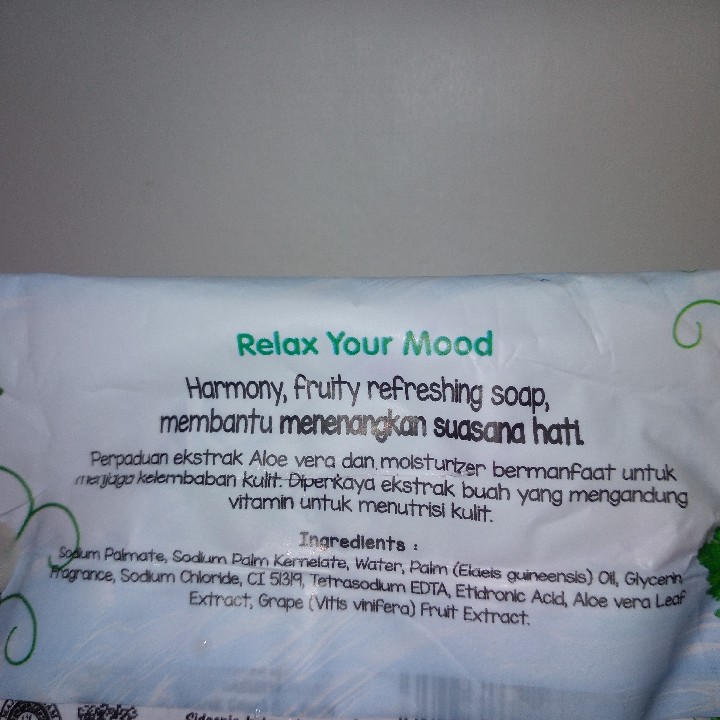 Relax Your Mood
Harmony, fruity refreshing soap,
membantu menenangkan suasana hati.
Perpaduan ekstrak Aloe vera dan moisturizer bermanfaat untuk
menjaga kelembaban kulit. Diperkaya ekstrak buah yang mengandung
vitamin untuk menutrisi kulit.
Ingredients :
Sodium Palmate, Sodium Palm Kernelate, Water, Palm (Elaeis guineensis) Oil, Glycerin,
Fragrance, Sodium Chloride, CI 51319, Tetrasodium EDTA, Etidronic Acid, Aloe vera Leaf
Extract, Grape (Vitis vinifera) Fruit Extract.